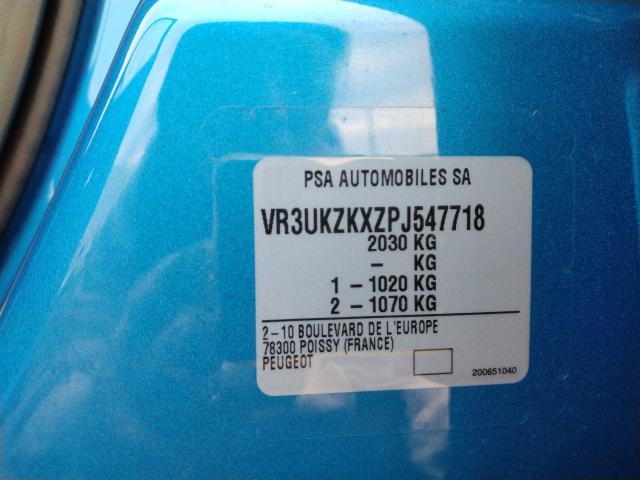 PSA AUTOMOBILES SA
VR3UKZKXZPJ547718
2030 KG
– KG
1 – 1020 KG
2 – 1070 KG
2–10 BOULEVARD DE L'EUROPE
78300 POISSY (FRANCE)
PEUGEOT
200651040